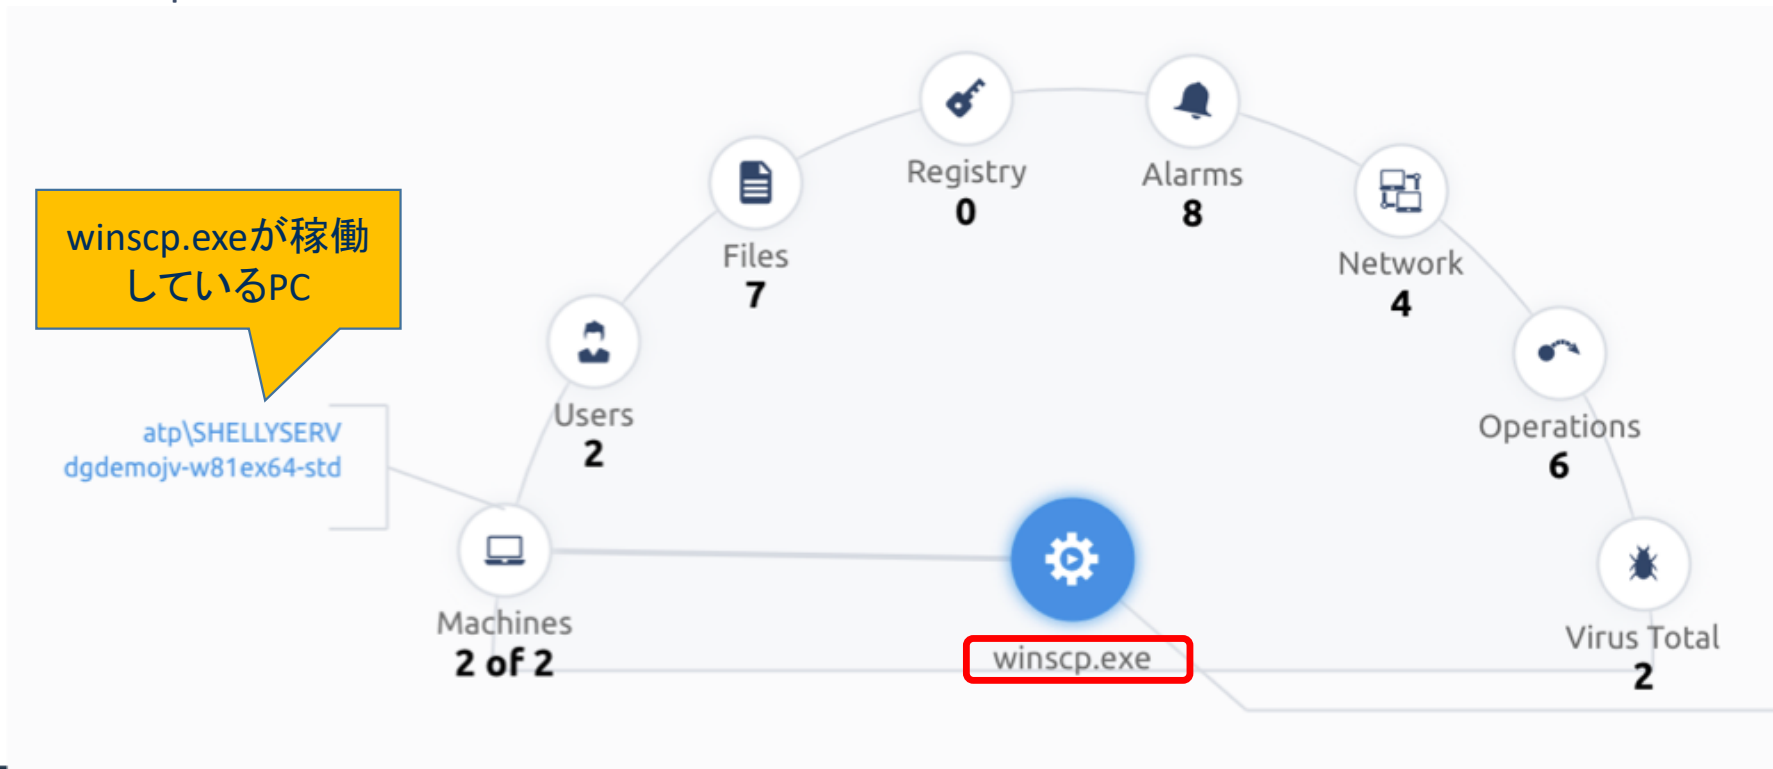 Registry
0
Alarms
8
Files
7
Network
4
winscp.exeが稼働
しているPC
Users
2
Operations
6
atp\SHELLYSERV
dgdemojv-w81ex64-std
Machines
2 of 2
winscp.exe
Virus Total
2